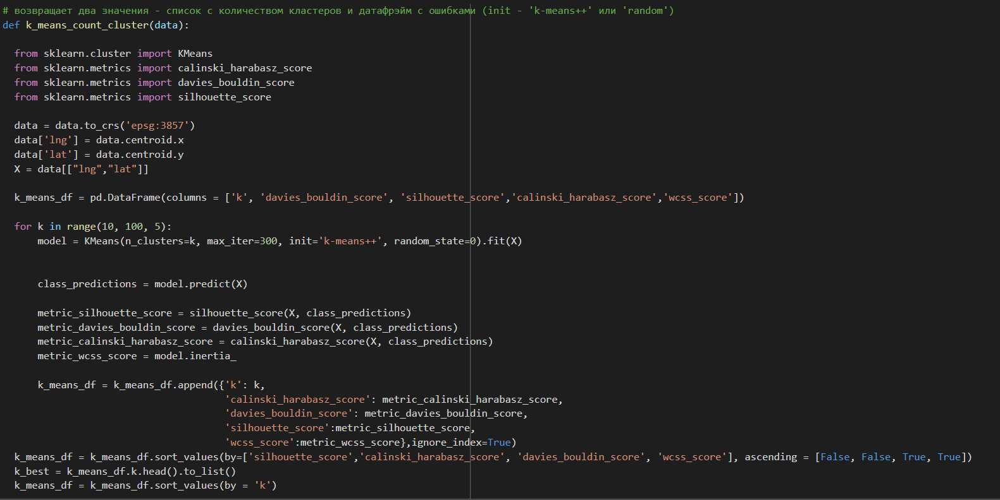 # возвращает два значения - список с количеством кластеров и датафрэйм с ошибками (init - 'k-means++' или 'random')
def k_means_count_cluster(data):
from sklearn.cluster import KMeans
from sklearn.metrics import calinski_harabasz_score
from sklearn.metrics import davies_bouldin_score
from sklearn.metrics import silhouette_score
data = data.to_crs('epsg:3857')
data['lng'] = data.centroid.x
data['lat'] = data.centroid.y
X = data[["lng","lat"]]
k_means_df = pd.DataFrame(columns = ['k', 'davies_bouldin_score', 'silhouette_score','calinski_harabasz_score','wcss_score'])
for k in range(10, 100, 5):
model = KMeans(n_clusters=k, max_iter=300, init='k-means++', random_state=0).fit(X)
class_predictions = model.predict(X)
metric_silhouette_score = silhouette_score(X, class_predictions)
metric_davies_bouldin_score = davies_bouldin_score(X, class_predictions)
metric_calinski_harabasz_score = calinski_harabasz_score(X, class_predictions)
metric_wcss_score = model.inertia_
k_means_df = k_means_df.append({'k': k,
'calinski_harabasz_score': metric_calinski_harabasz_score,
'davies_bouldin_score': metric_davies_bouldin_score,
'silhouette_score':metric_silhouette_score,
'wcss_score':metric_wcss_score},ignore_index=True)
k_means_df = k_means_df.sort_values(by=['silhouette_score','calinski_harabasz_score', 'davies_bouldin_score', 'wcss_score'], ascending = [False, False, True, True])
k_best = k_means_df.k.head().to_list()
k_means_df = k_means_df.sort_values(by = 'k')